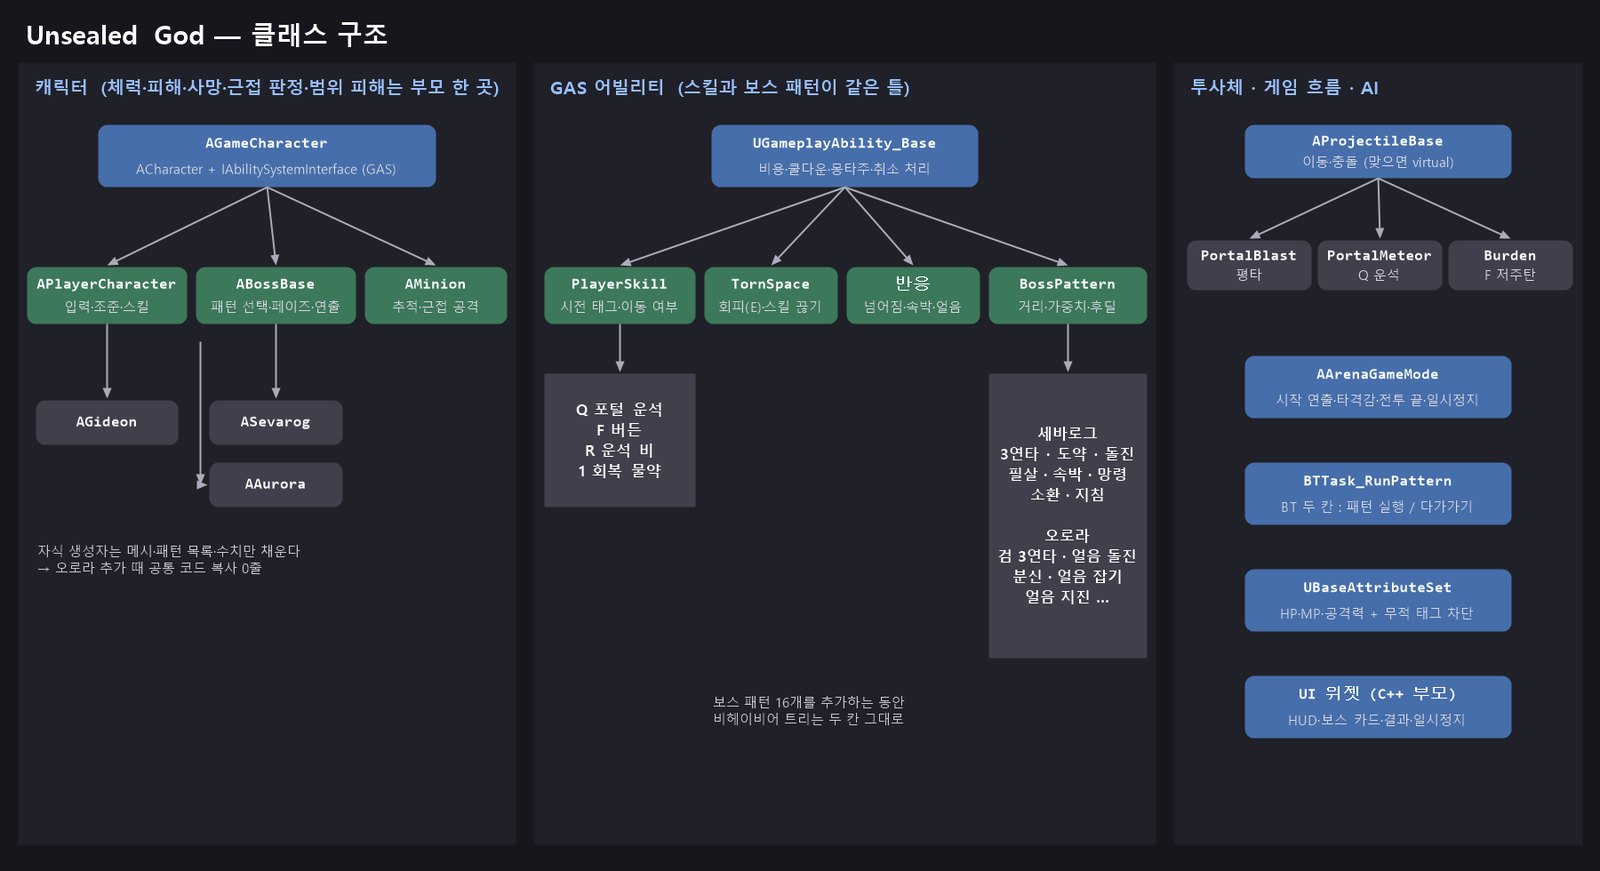 Unsealed God — 클래스 구조
캐릭터 (체력·피해·사망·근접 판정·범위 피해는 부모 한 곳)
AGameCharacter
ACharacter + IAbilitySystemInterface (GAS)
APlayerCharacter
입력·조준·스킬
ABossBase
패턴 선택·페이즈·연출
AMinion
추적·근접 공격
AGideon
ASevarog
AAurora
자식 생성자는 메시·패턴 목록·수치만 채운다
→ 오로라 추가 때 공통 코드 복사 0줄
GAS 어빌리티 (스킬과 보스 패턴이 같은 틀)
UGameplayAbility_Base
비용·쿨다운·몽타주·취소 처리
PlayerSkill
시전 태그·이동 여부
TornSpace
회피(E)·스킬 끊기
반응
넘어짐·속박·얼음
BossPattern
거리·가중치·후딜
Q 포털 운석
F 버든
R 운석 비
1 회복 물약
세바로그
3연타 · 도약 · 돌진
필살 · 속박 · 망령
소환 · 지침
오로라
검 3연타 · 얼음 돌진
분신 · 얼음 잡기
얼음 지진 ...
보스 패턴 16개를 추가하는 동안
비헤이비어 트리는 두 칸 그대로
투사체 · 게임 흐름 · AI
AProjectileBase
이동·충돌 (맞으면 virtual)
PortalBlast
평타
PortalMeteor
Q 운석
Burden
F 저주탄
AArenaGameMode
시작 연출·타격감·전투 끝·일시정지
BTTask_RunPattern
BT 두 칸 : 패턴 실행 / 다가가기
UBaseAttributeSet
HP·MP·공격력 + 무적 태그 차단
UI 위젯 (C++ 부모)
HUD·보스 카드·결과·일시정지